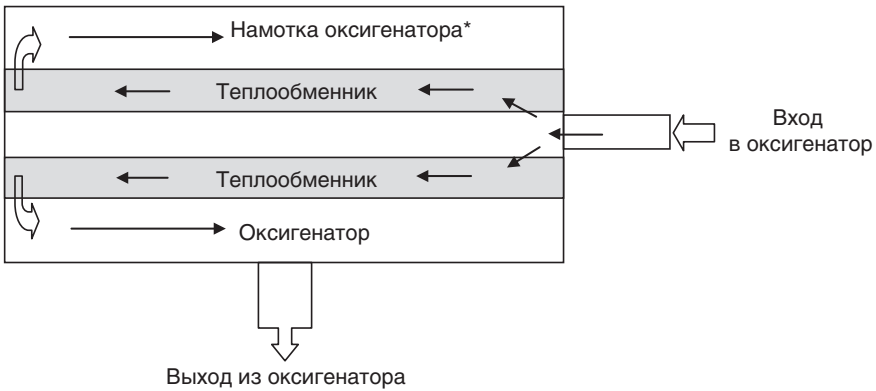 Намотка оксигенатора*
Теплообменник
Вход
в оксигенатор
Теплообменник
Оксигенатор
Выход из оксигенатора